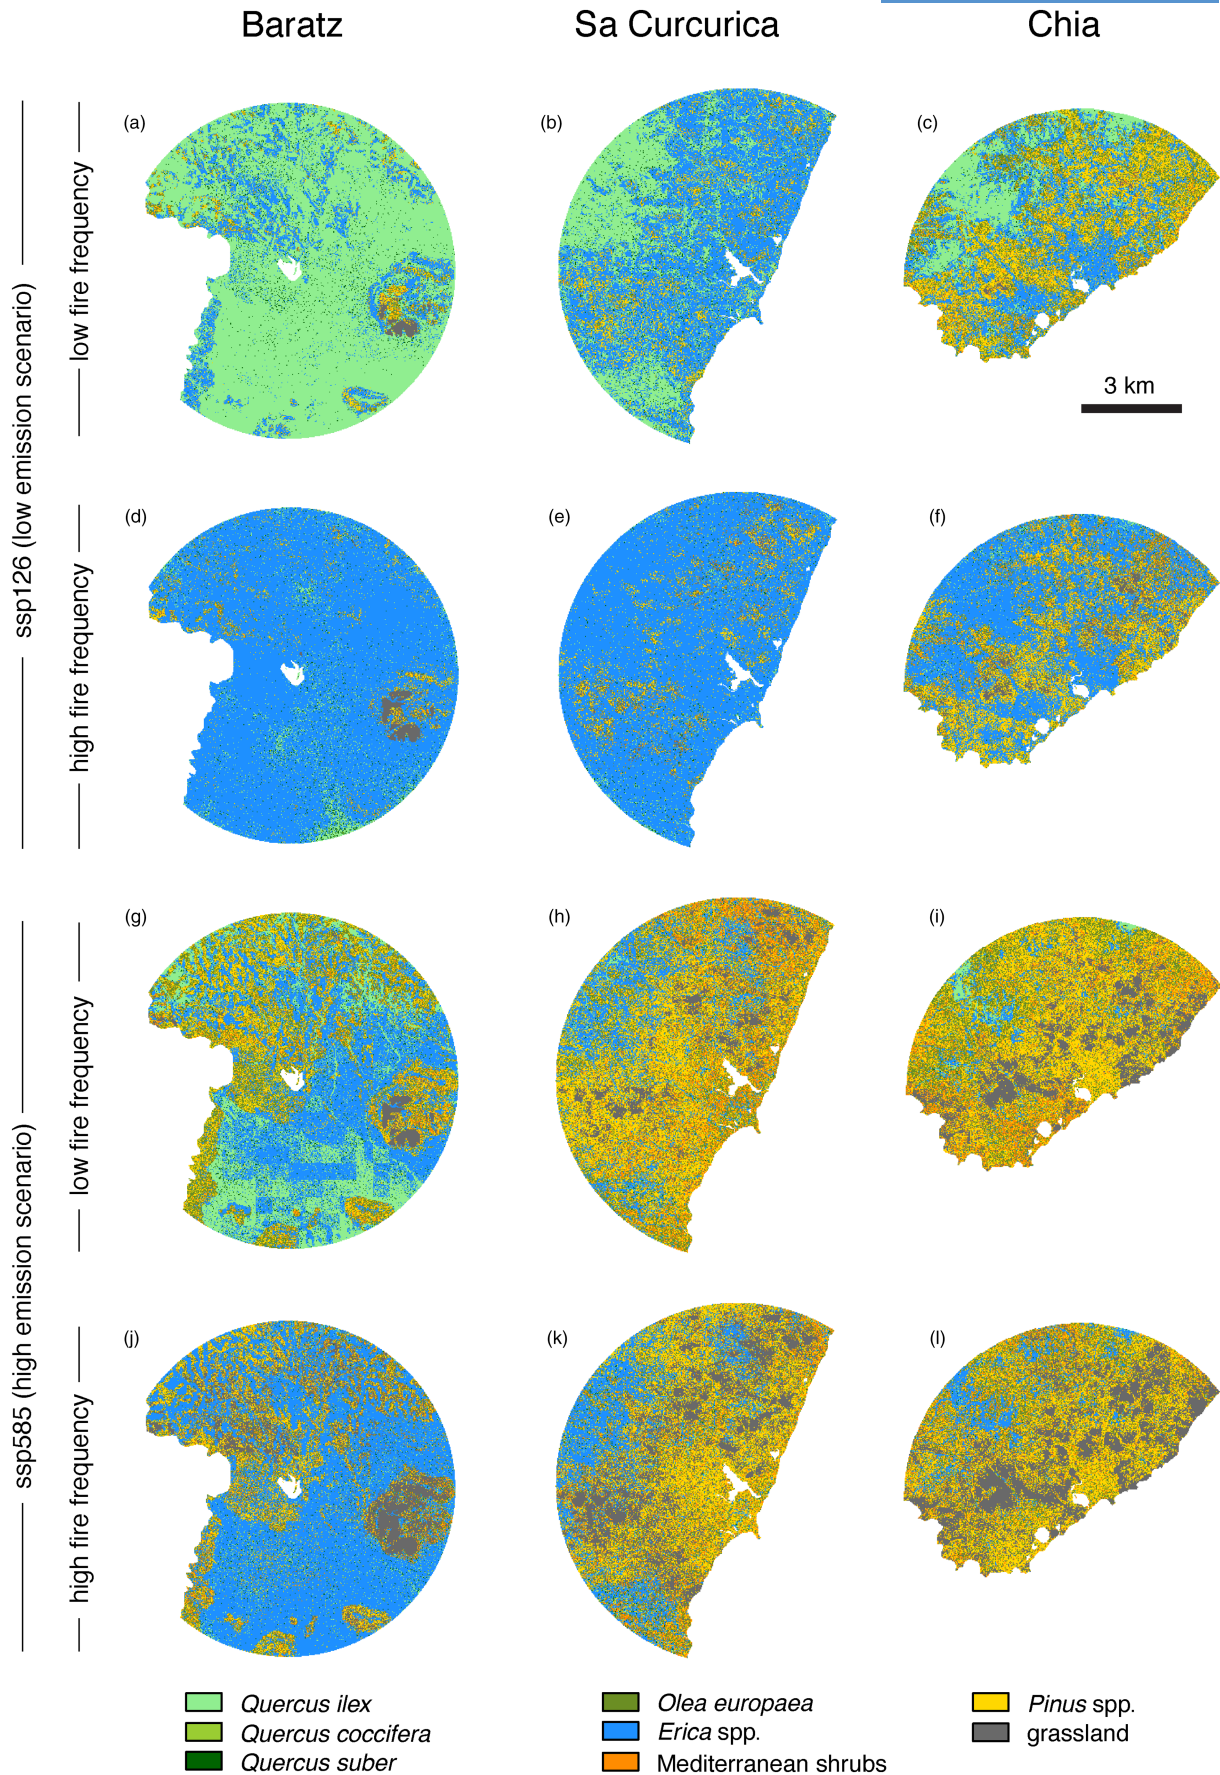 Baratz
Sa Curcurica
Chia
ssp126 (low emission scenario)
low fire frequency
(a)
(b)
(c)
3 km
high fire frequency
(d)
(e)
(f)
ssp585 (high emission scenario)
low fire frequency
(g)
(h)
(i)
high fire frequency
(j)
(k)
(l)
Quercus ilex
Quercus coccifera
Quercus suber
Olea europaea
Erica spp.
Mediterranean shrubs
Pinus spp.
grassland